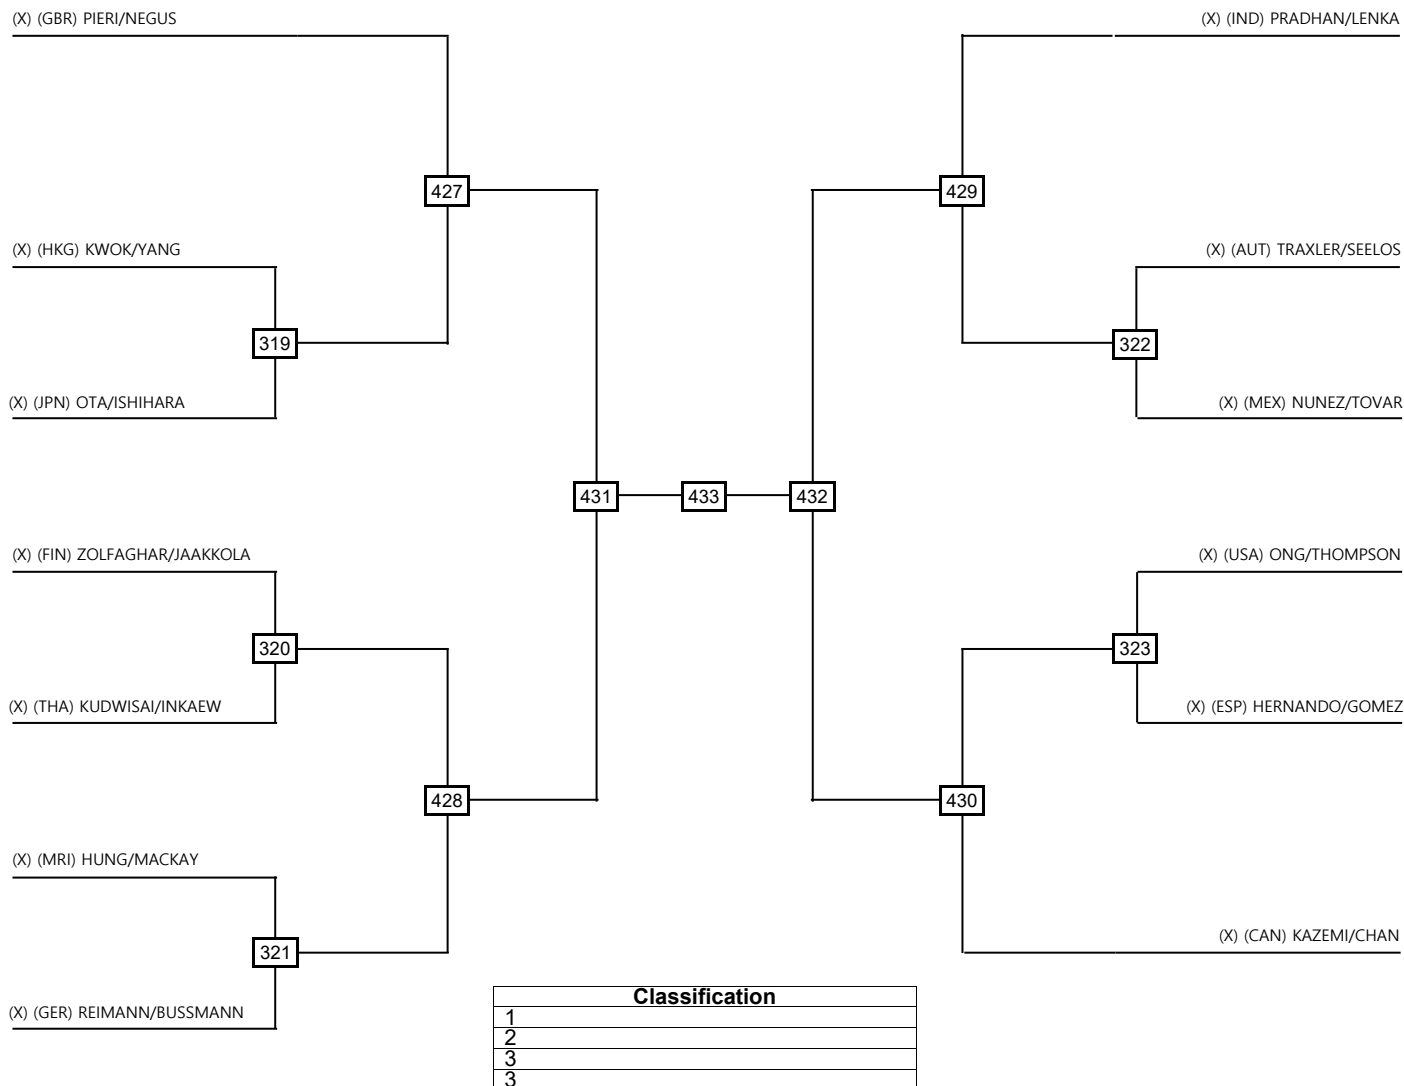 (X) (GBR) PIERI/NEGUS
(X) (IND) PRADHAN/LENKA
427
429
(X) (HKG) KWOK/YANG
(X) (AUT) TRAXLER/SEELOS
319
322
(X) (JPN) OTA/ISHIHARA
(X) (MEX) NUNEZ/TOVAR
431
433
432
(X) (FIN) ZOLFAGHAR/JAAKKOLA
(X) (USA) ONG/THOMPSON
320
323
(X) (THA) KUDWISAI/INKAEW
(X) (ESP) HERNANDO/GOMEZ
428
430
(X) (MRI) HUNG/MACKAY
(X) (CAN) KAZEMI/CHAN
321
(X) (GER) REIMANN/BUSSMANN
Classification
1
2
3
3